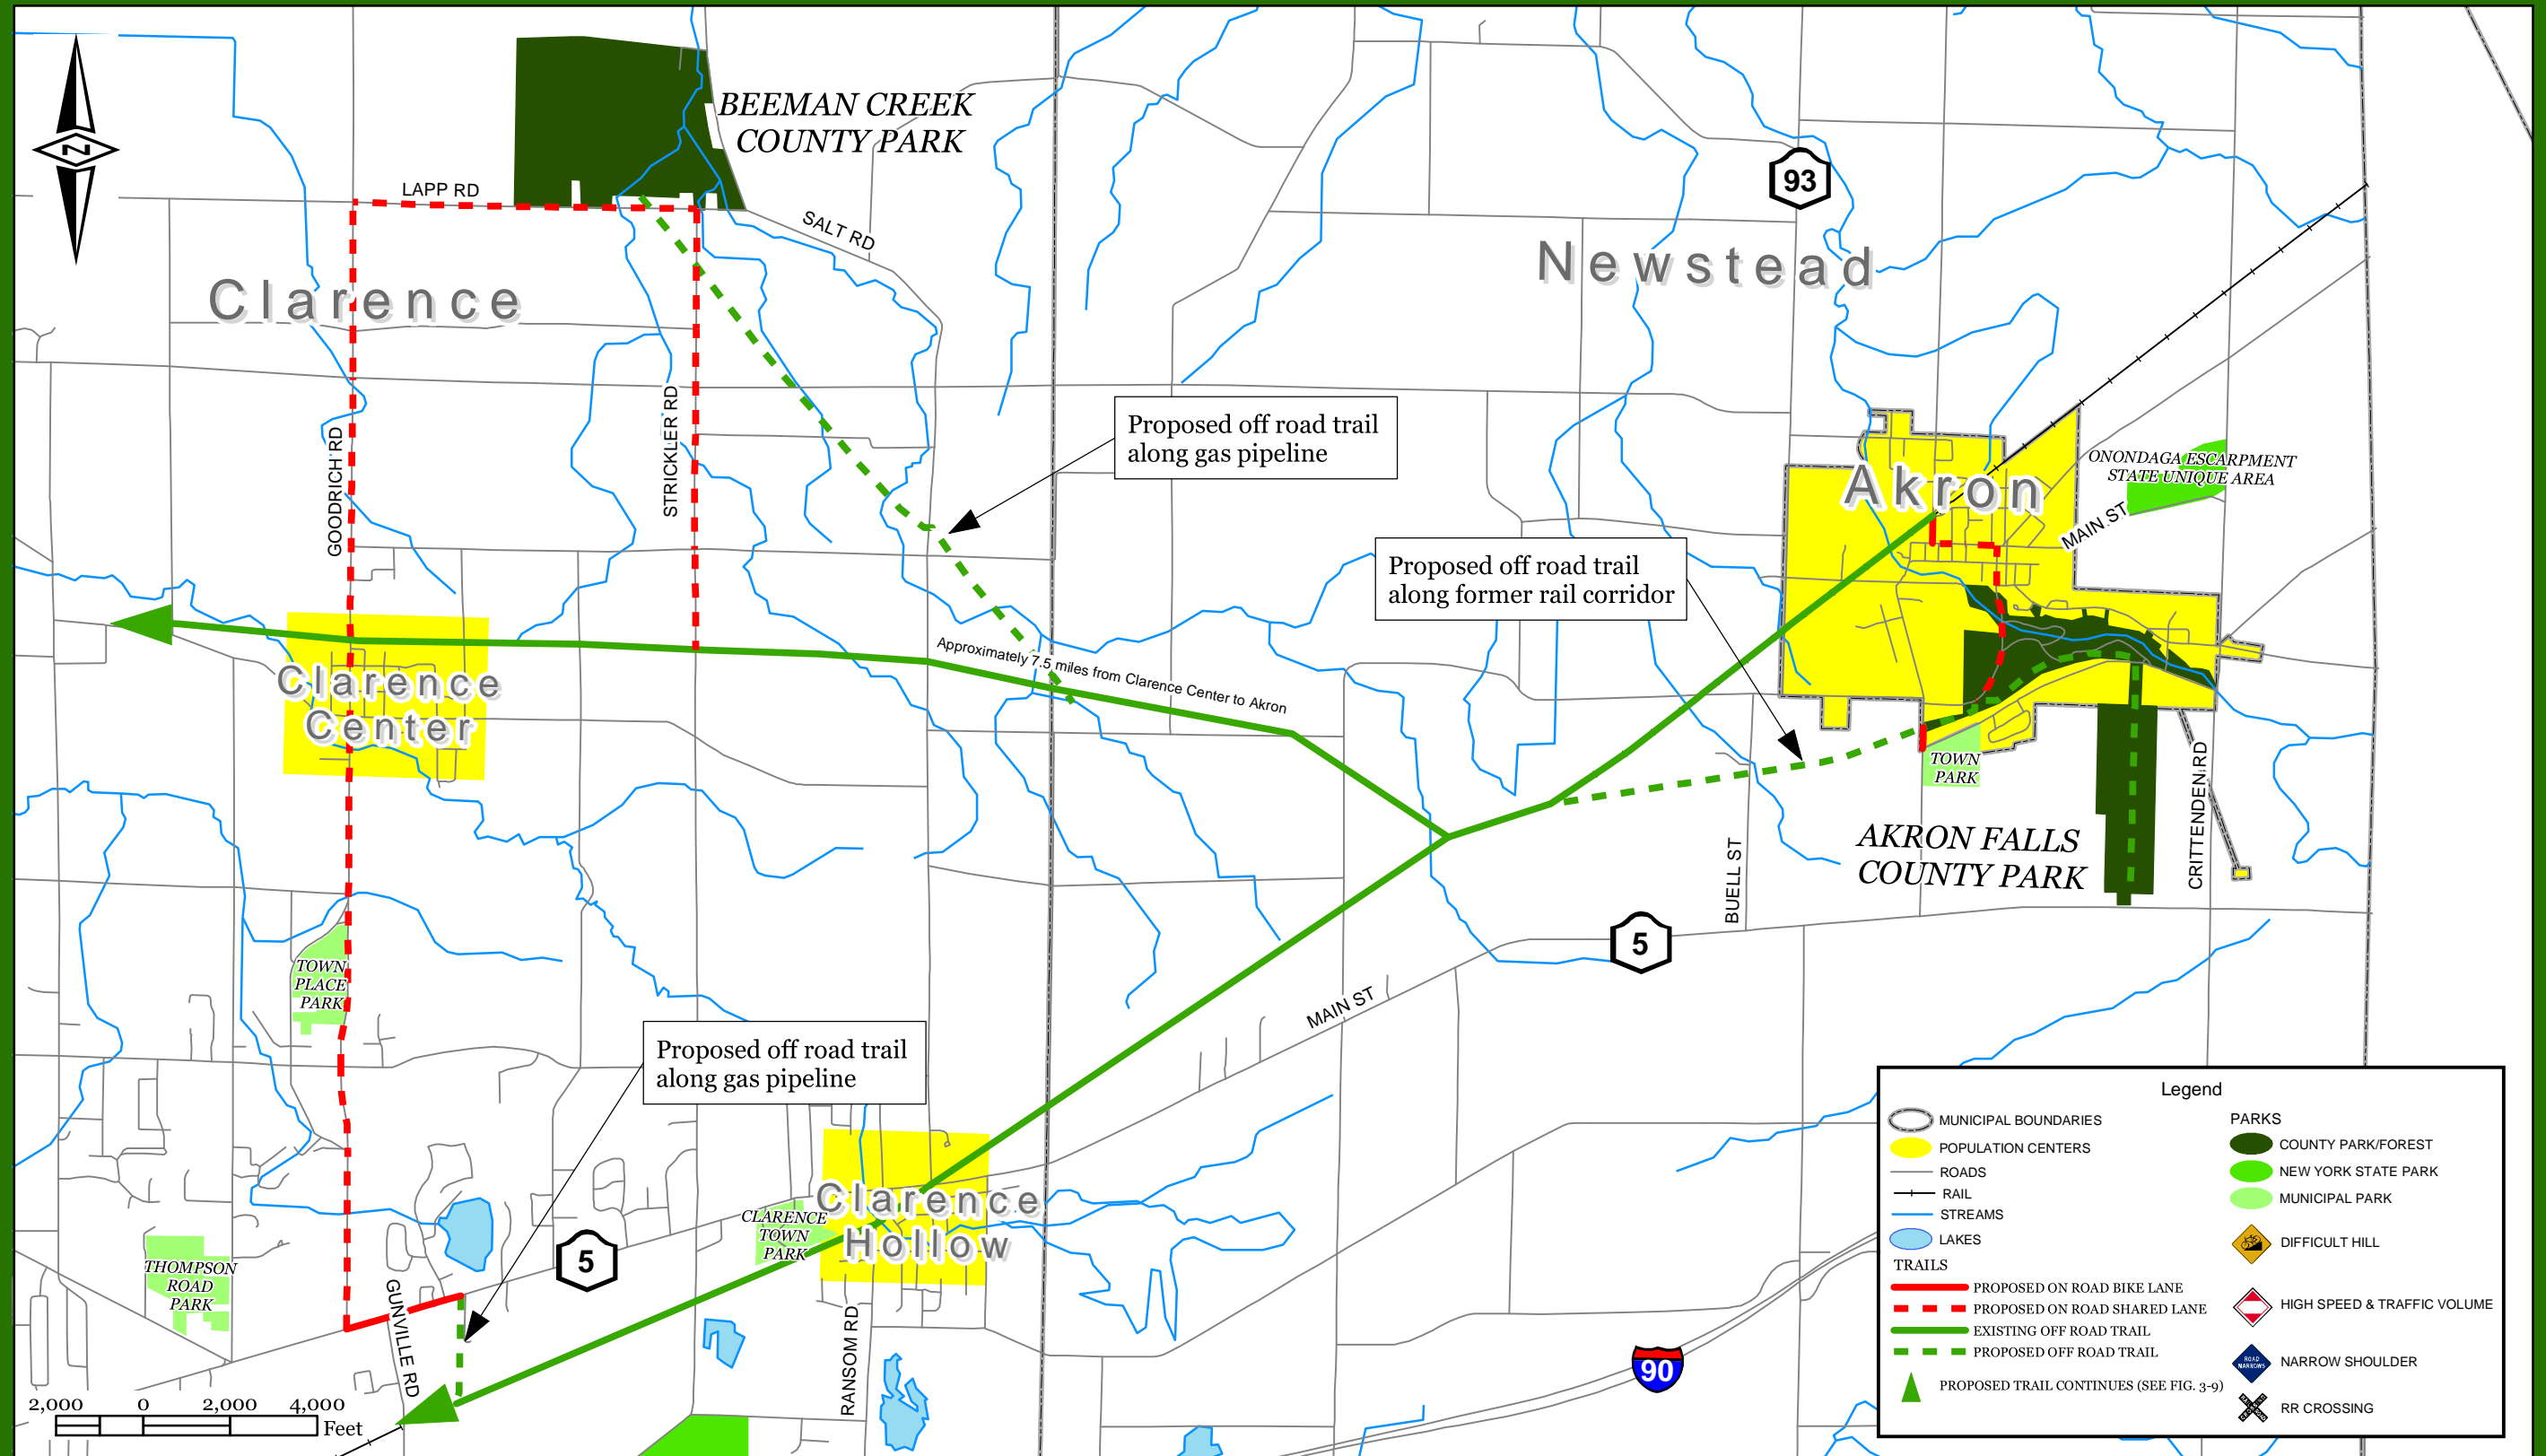 N
BEEMAN CREEK
COUNTY PARK
LAPP RD
SALT RD
93
Clarence
Newstead
STRICKLER RD
GOODRICH RD
Proposed off road trail
along gas pipeline
Akron
ONONDAGA ESCARPMENT
STATE UNIQUE AREA
MAIN ST
Proposed off road trail
along former rail corridor
Approximately 7.5 miles from Clarence Center to Akron
Clarence
Center
TOWN
PARK
CRITTENDEN RD
AKRON FALLS
COUNTY PARK
BUELL ST
5
TOWN
PLACE
PARK
MAIN ST
Proposed off road trail
along gas pipeline
Clarence
Hollow
CLARENCE
TOWN
PARK
5
THOMPSON
ROAD
PARK
GUNVILLE RD
RANSOM RD
90
2,000 0 2,000 4,000
Feet
Legend
MUNICIPAL BOUNDARIES
POPULATION CENTERS
ROADS
RAIL
STREAMS
LAKES
TRAILS
PROPOSED ON ROAD BIKE LANE
PROPOSED ON ROAD SHARED LANE
EXISTING OFF ROAD TRAIL
PROPOSED OFF ROAD TRAIL
PROPOSED TRAIL CONTINUES (SEE FIG. 3-9)
PARKS
COUNTY PARK/FOREST
NEW YORK STATE PARK
MUNICIPAL PARK
DIFFICULT HILL
HIGH SPEED & TRAFFIC VOLUME
ROAD
NARROWS
NARROW SHOULDER
RR CROSSING